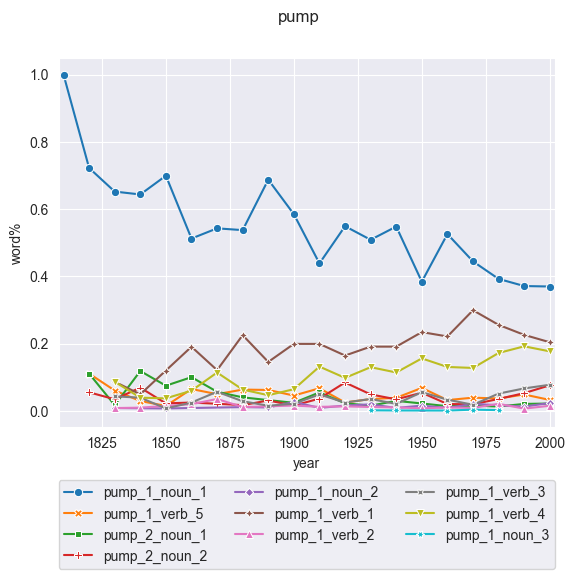 pump
1.0
0.8
0.6
0.4
0.2
0.0
word%
1825 1850 1875 1900 1925 1950 1975 2000
year
pump_1_noun_1 pump_1_noun_2 pump_1_verb_3
pump_1_verb_5 pump_1_verb_1 pump_1_verb_4
pump_2_noun_1 pump_1_verb_2 pump_1_noun_3
pump_2_noun_2